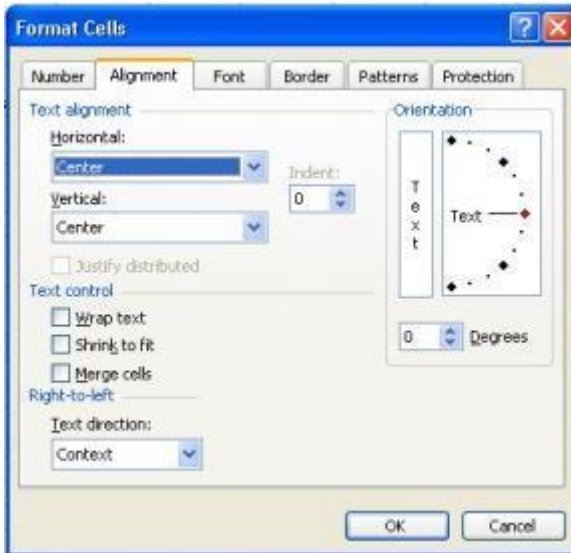 Format Cells
Number Alignment Font Border Patterns Protection
Text alignment
Horizontal:
Center
Indent:
0
Vertical:
Center
Justify distributed
Text control
Wrap text
Shrink to fit
Merge cells
Right-to-left
Text direction:
Context
Orientation
Text
Text
0 Degrees
OK Cancel